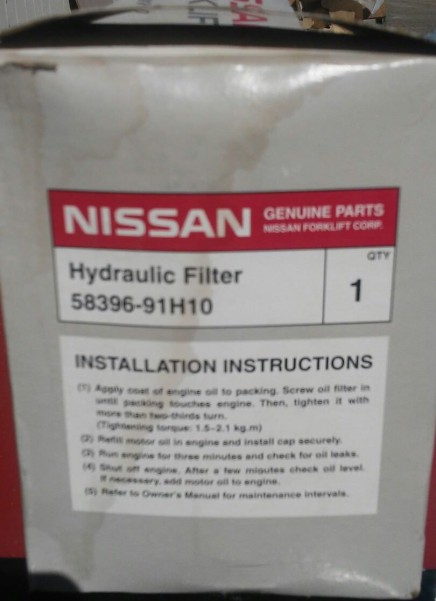 NISSAN GENUINE PARTS
NISSAN FORKLIFT CORP.
Hydraulic Filter
58396-91H10
QTY
1
INSTALLATION INSTRUCTIONS
(1) Apply coat of engine oil to packing. Screw oil filter in
until packing touches engine. Then, tighten it with
more than two-thirds turn.
(Tightening torque: 1.5-2.1 kg.m)
(2) Refill motor oil in engine and install cap securely.
(3) Run engine for three minutes and check for oil leaks.
(4) Shut off engine. After a few minutes check oil level.
If necessary, add motor oil to engine.
(5) Refer to Owner's Manual for maintenance intervals.